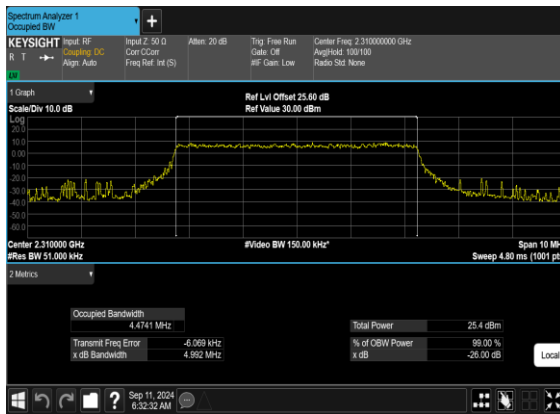 Spectrum Analyzer 1
Occupied BW
KEYSIGHT
R T
Input: RF
Coupling: DC
Align: Auto
Input Z: 50 Ω
Corr CCorr
Freq Ref: Int (S)
Atten: 20 dB
Trig: Free Run
Gate: Off
#IF Gain: Low
Center Freq: 2.310000000 GHz
Avg|Hold: 100/100
Radio Std: None
1 Graph
Scale/Div 10.0 dB
Ref Lvl Offset 25.60 dB
Ref Value 30.00 dBm
Log
20.0
10.0
0.00
-10.0
-20.0
-30.0
-40.0
-50.0
-60.0
Center 2.310000 GHz
#Res BW 51.000 kHz
#Video BW 150.00 kHz*
Span 10 MH
Sweep 4.80 ms (1001 pts
2 Metrics
Occupied Bandwidth
4.4741 MHz
Transmit Freq Error -6.069 kHz
x dB Bandwidth 4.992 MHz
Total Power 25.4 dBm
% of OBW Power 99.00 %
x dB -26.00 dB
Local
Sep 11, 2024
6:32:32 AM